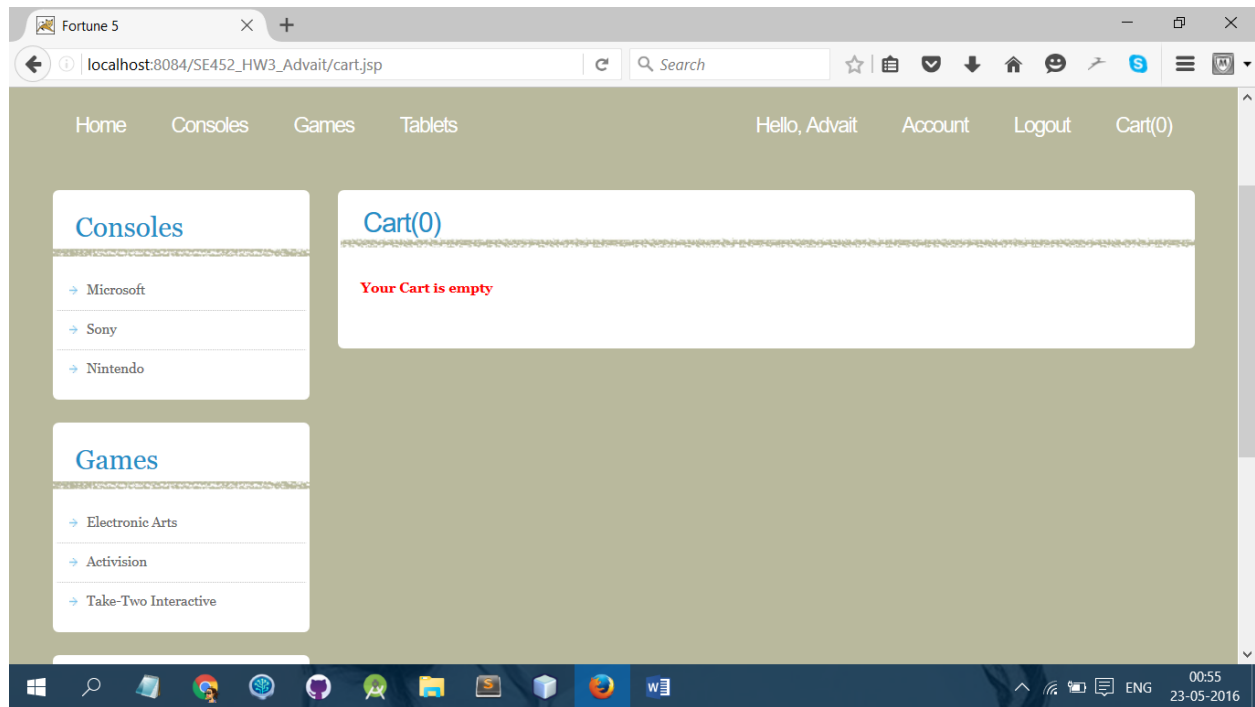 Fortune 5
localhost:8084/SE452_HW3_Advait/cart.jsp
Search
Home Consoles Games Tablets Hello, Advait Account Logout Cart(0)
Consoles
Microsoft
Sony
Nintendo
Cart(0)
Your Cart is empty
Games
Electronic Arts
Activision
Take-Two Interactive
ENG
00:55
23-05-2016